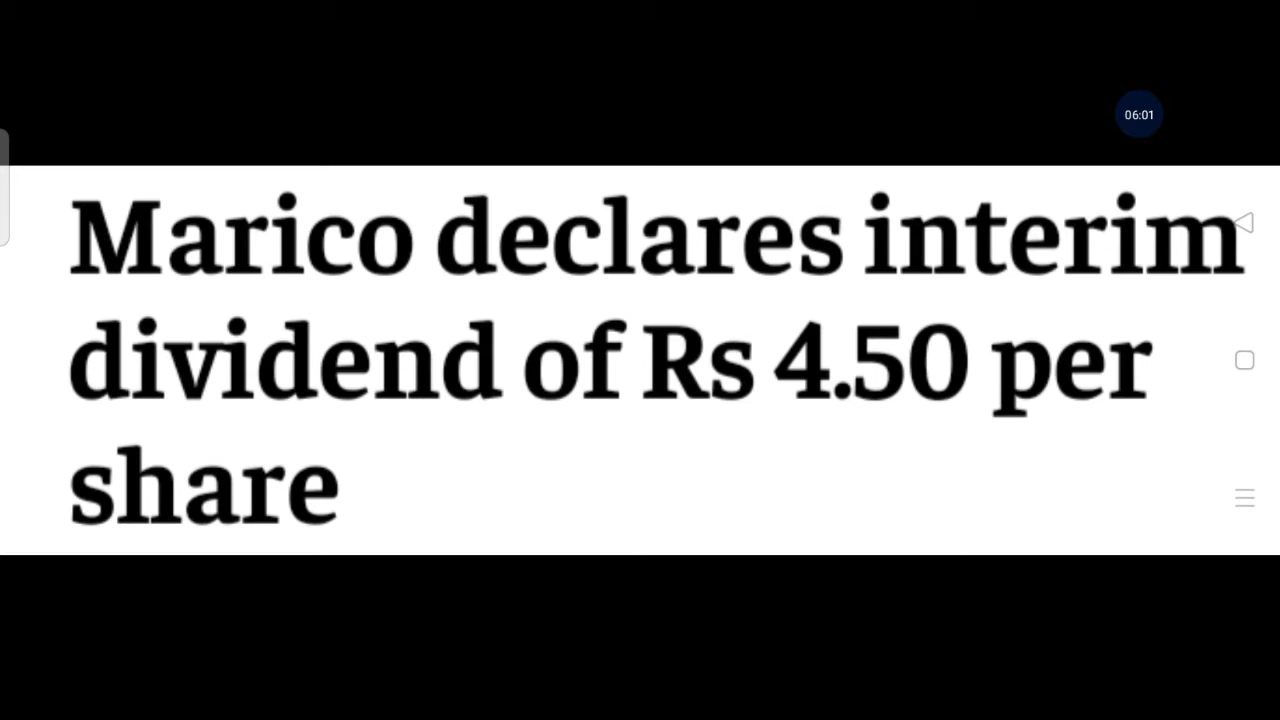 06:01
Marico declares interim
dividend of Rs 4.50 per
share